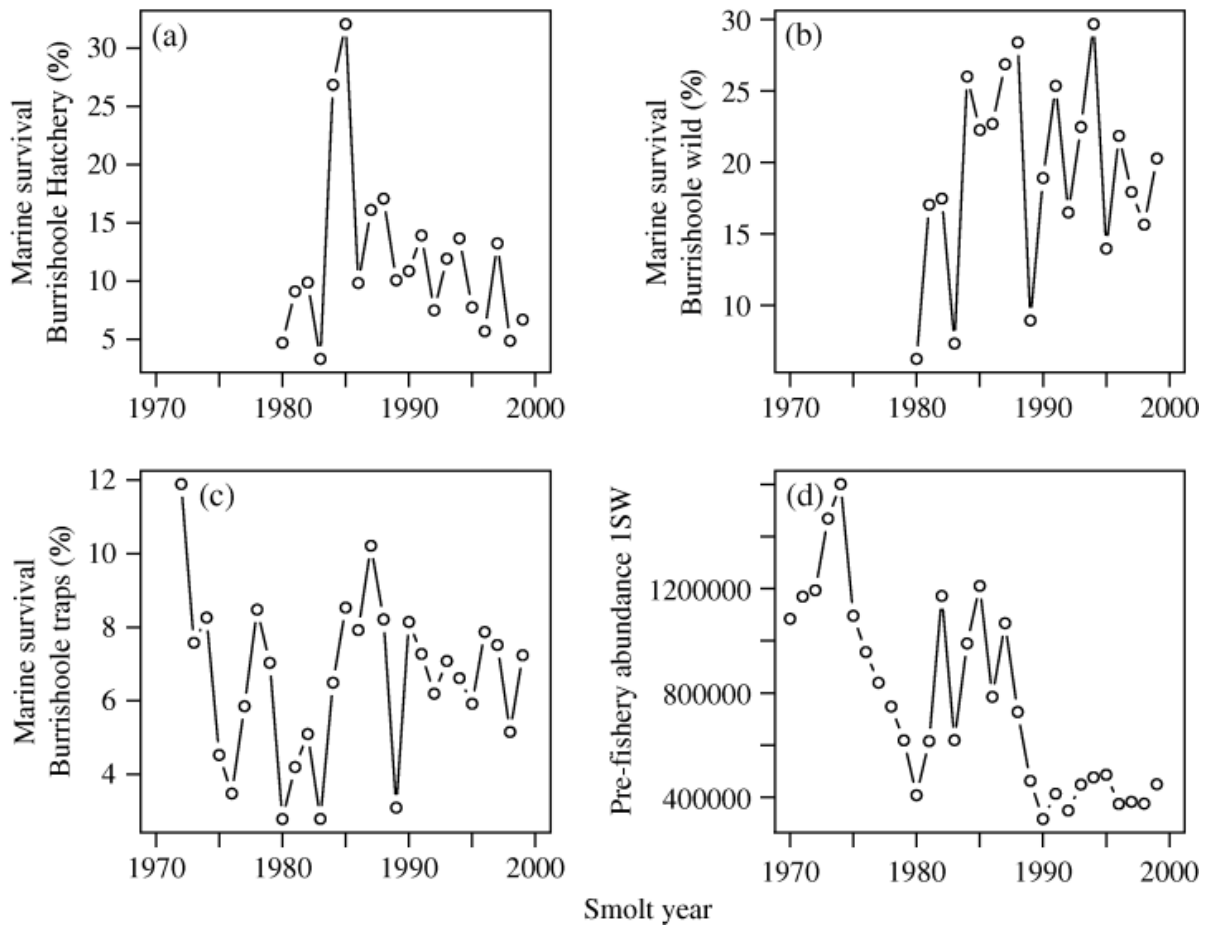 (a)
Marine survival
Burrishoole Hatchery (%)
30
25
20
15
10
5
1970 1980 1990 2000
(b)
Marine survival
Burrishoole wild (%)
30
25
20
15
10
1970 1980 1990 2000
(c)
Marine survival
Burrishoole traps (%)
12
10
8
6
4
1970 1980 1990 2000
(d)
Pre-fishery abundance 1SW
1200000
800000
400000
1970 1980 1990 2000
Smolt year